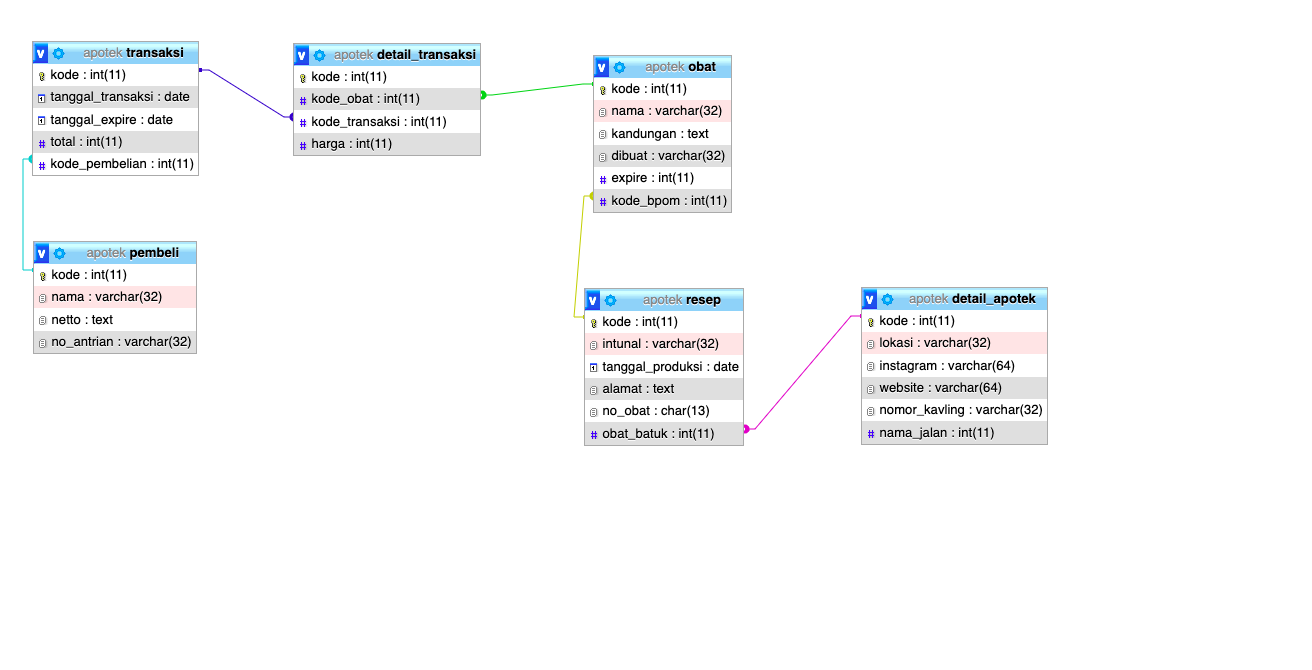 apotek transaksi
kode : int(11)
tanggal_transaksi : date
tanggal_expire : date
total : int(11)
kode_pembelian : int(11)
apotek detail_transaksi
kode : int(11)
kode_obat : int(11)
kode_transaksi : int(11)
harga : int(11)
apotek obat
kode : int(11)
nama : varchar(32)
kandungan : text
dibuat : varchar(32)
expire : int(11)
kode_bpom : int(11)
apotek pembeli
kode : int(11)
nama : varchar(32)
netto : text
no_antrian : varchar(32)
apotek resep
kode : int(11)
intunal : varchar(32)
tanggal_produksi : date
alamat : text
no_obat : char(13)
obat_batuk : int(11)
apotek detail_apotek
kode : int(11)
lokasi : varchar(32)
instagram : varchar(64)
website : varchar(64)
nomor_kavling : varchar(32)
nama_jalan : int(11)